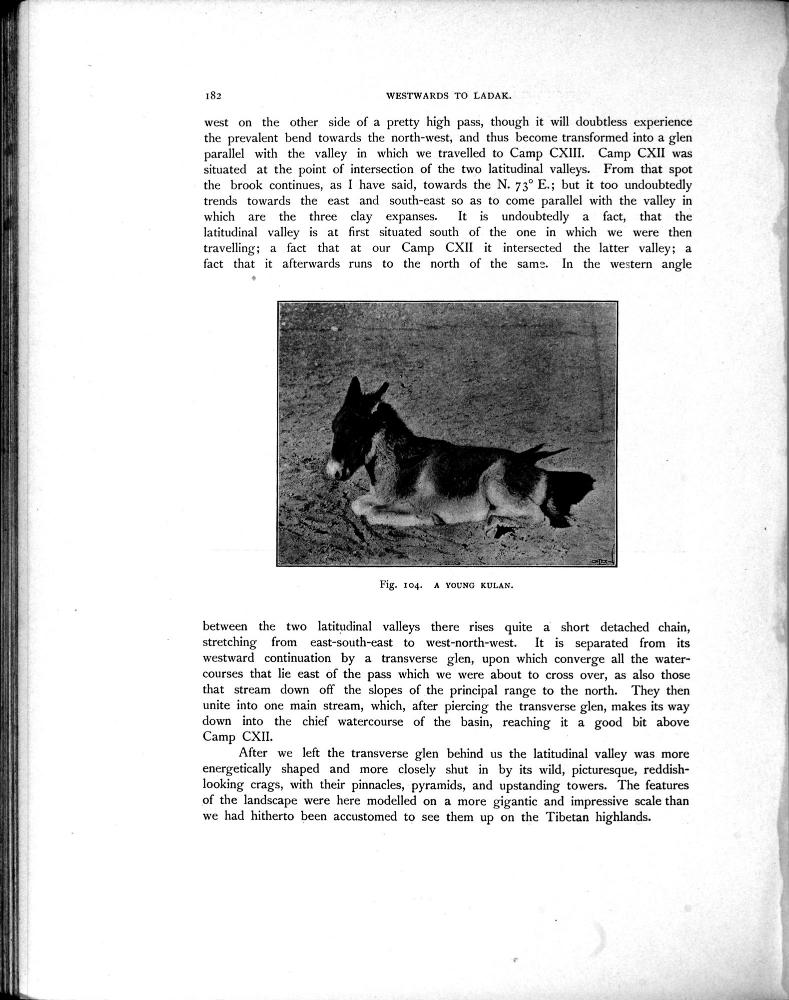 182
WESTWARDS TO LADAK.
west on the other side of a pretty high pass, though it will doubtless experience
the prevalent bend towards the north-west, and thus become transformed into a glen
parallel with the valley in which we travelled to Camp CXIII. Camp CXII was
situated at the point of intersection of the two latitudinal valleys. From that spot
the brook continues, as I have said, towards the N. 73° E.; but it too undoubtedly
trends towards the east and south-east so as to come parallel with the valley in
which are the three clay expanses. It is undoubtedly a fact, that the
latitudinal valley is at first situated south of the one in which we were then
travelling; a fact that at our Camp CXII it intersected the latter valley; a
fact that it afterwards runs to the north of the same. In the western angle
Fig. 104. A YOUNG KULAN.
between the two latitudinal valleys there rises quite a short detached chain,
stretching from east-south-east to west-north-west. It is separated from its
westward continuation by a transverse glen, upon which converge all the water-
courses that lie east of the pass which we were about to cross over, as also those
that stream down off the slopes of the principal range to the north. They then
unite into one main stream, which, after piercing the transverse glen, makes its way
down into the chief watercourse of the basin, reaching it a good bit above
Camp CXII.
After we left the transverse glen behind us the latitudinal valley was more
energetically shaped and more closely shut in by its wild, picturesque, reddish-
looking crags, with their pinnacles, pyramids, and upstanding towers. The features
of the landscape were here modelled on a more gigantic and impressive scale than
we had hitherto been accustomed to see them up on the Tibetan highlands.